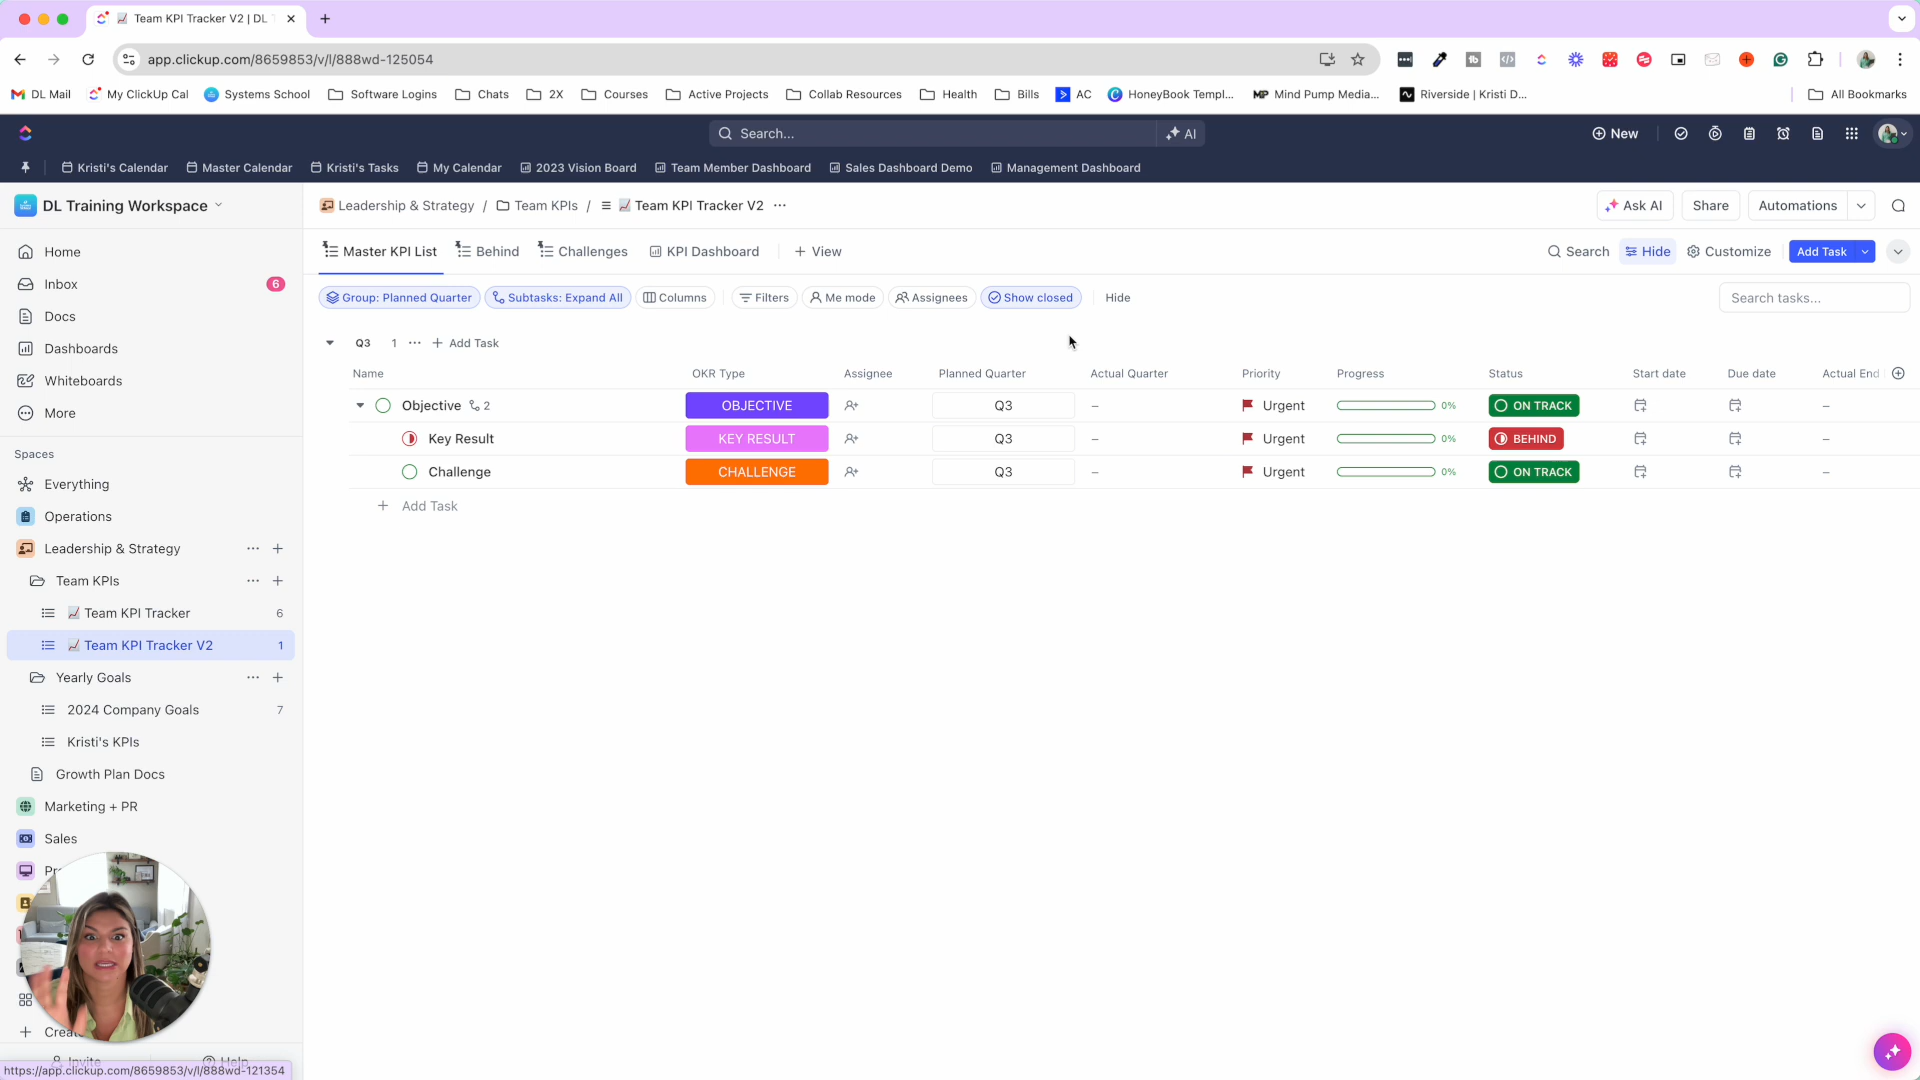 Team KPI Tracker V2 | DL
app.clickup.com/8659853/v/l/888wd-125054
DL Mail
My ClickUp Cal
Systems School
Software Logins
Chats
2X
Courses
Active Projects
Collab Resources
Health
Bills
AC
HoneyBook Templ...
Mind Pump Media...
Riverside | Kristi D...
All Bookmarks
Search...
AI
New
Kristi's Calendar
Master Calendar
Kristi's Tasks
My Calendar
2023 Vision Board
Team Member Dashboard
Sales Dashboard Demo
Management Dashboard
DL Training Workspace
Leadership & Strategy / Team KPIs / Team KPI Tracker V2 ...
Ask AI
Share
Automations
Home
Inbox 6
Docs
Dashboards
Whiteboards
More
Spaces
Everything
Operations
Leadership & Strategy
Team KPIs
Team KPI Tracker 6
Team KPI Tracker V2 1
Yearly Goals
2024 Company Goals 7
Kristi's KPIs
Growth Plan Docs
Marketing + PR
Sales
Invite
Help
https://app.clickup.com/8659853/v/l/888wd-121354
Master KPI List
Behind
Challenges
KPI Dashboard
+ View
Search
Hide
Customize
Add Task
Group: Planned Quarter
Subtasks: Expand All
Columns
Filters
Me mode
Assignees
Show closed
Hide
Search tasks...
Q3 1 ... + Add Task
Name OKR Type Assignee Planned Quarter Actual Quarter Priority Progress Status Start date Due date Actual End
Objective 2 OBJECTIVE Q3 – Urgent 0% ON TRACK –
Key Result KEY RESULT Q3 – Urgent 0% BEHIND –
Challenge CHALLENGE Q3 – Urgent 0% ON TRACK –
+ Add Task